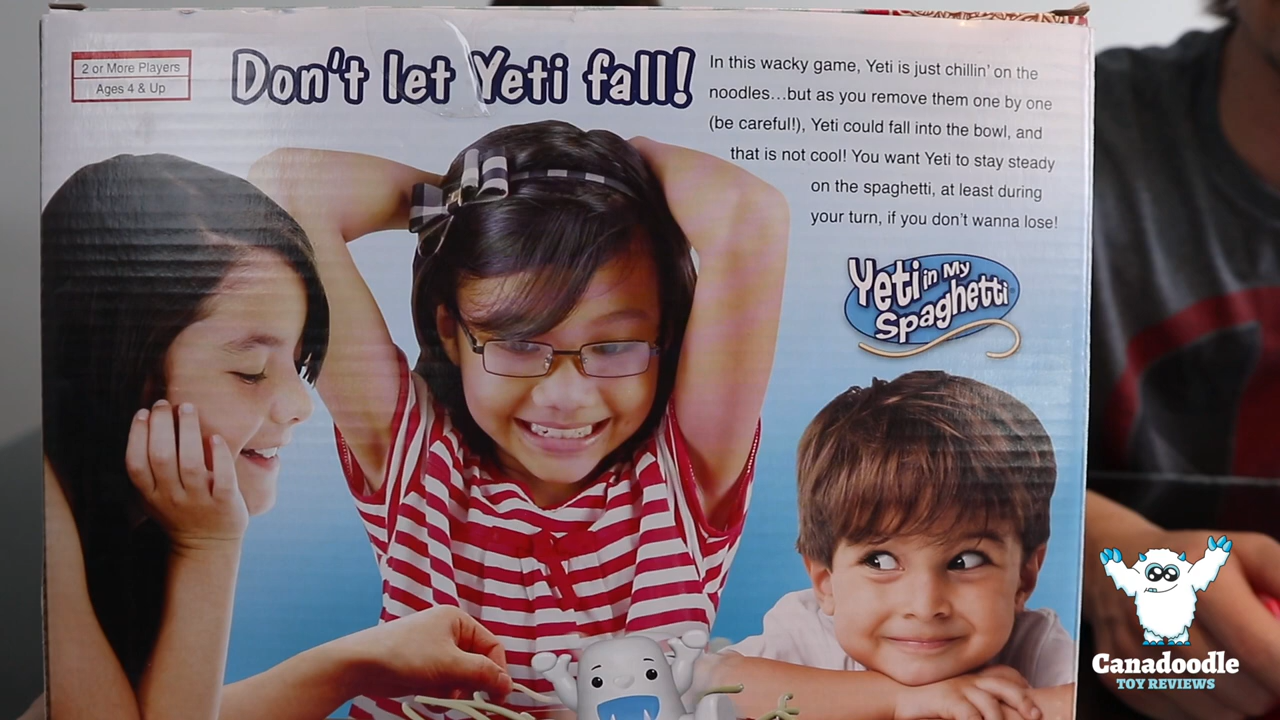 2 or More Players
Ages 4 & Up
Don't let Yeti fall!
In this wacky game, Yeti is just chillin' on the
noodles...but as you remove them one by one
(be careful!), Yeti could fall into the bowl, and
that is not cool! You want Yeti to stay steady
on the spaghetti, at least during
your turn, if you don't wanna lose!
Yeti in My
Spaghetti
Canadoodle
TOY REVIEWS